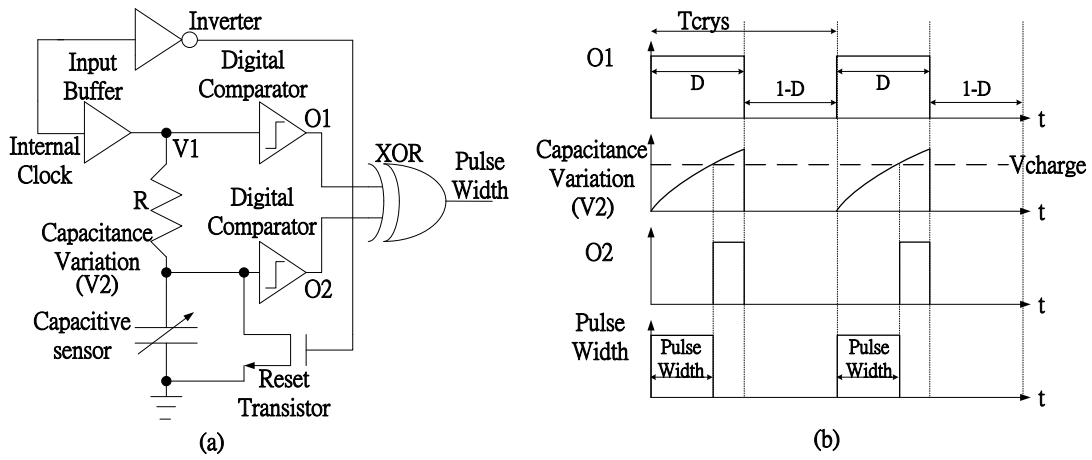 Inverter
Input
Buffer
Digital
Comparator
O1
V1
Internal
Clock
XOR
Pulse
Width
R
Capacitance
Variation
(V2)
Digital
Comparator
O2
Capacitive
sensor
Reset
Transistor
(a)
Tcrys
O1
D
1-D
D
1-D
t
Capacitance
Variation
(V2)
Vcharge
t
O2
t
Pulse
Width
Pulse
Width
Pulse
Width
t
(b)